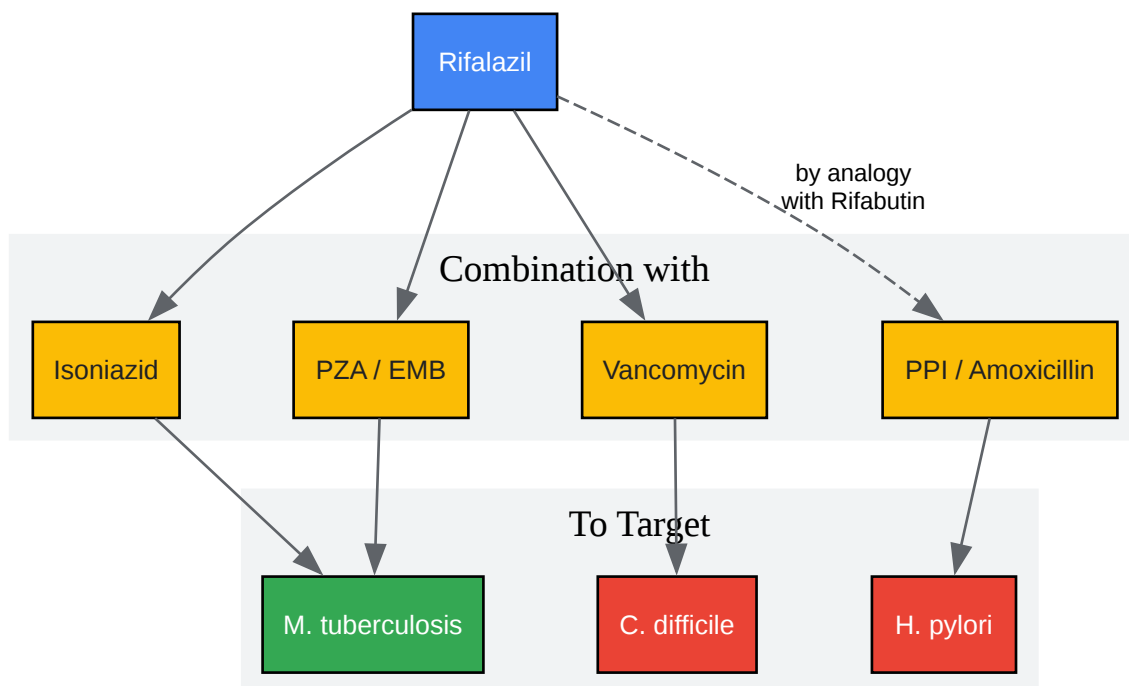 Rifalazil
by analogy
with Rifabutin
Combination with
Isoniazid
PZA / EMB
Vancomycin
PPI / Amoxicillin
To Target
M. tuberculosis
C. difficile
H. pylori